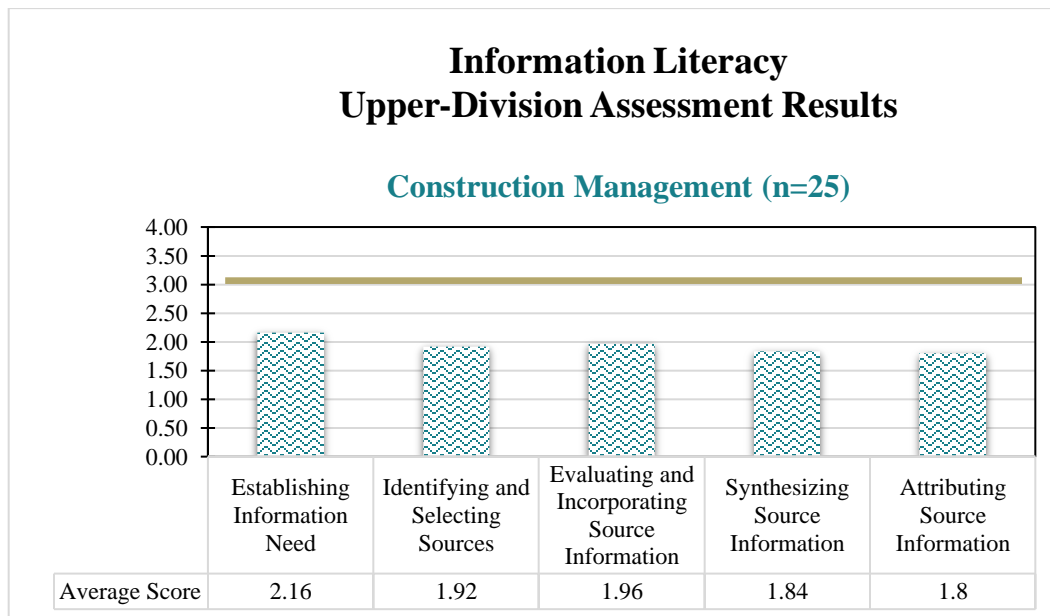 Information Literacy
Upper-Division Assessment Results
Construction Management (n=25)
4.00
3.50
3.00
2.50
2.00
1.50
1.00
0.50
0.00
Establishing
Information
Need
Identifying and
Selecting
Sources
Evaluating and
Incorporating
Source
Information
Synthesizing
Source
Information
Attributing
Source
Information
Average Score 2.16 1.92 1.96 1.84 1.8